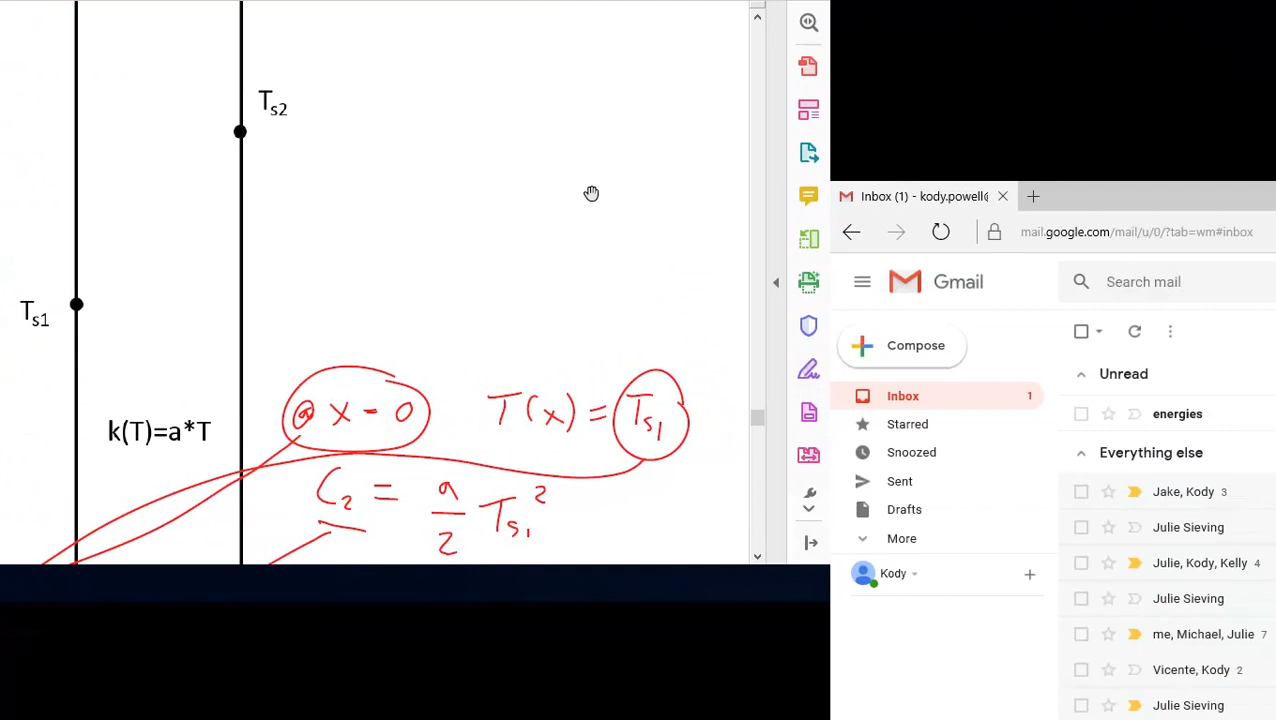 T_s2
T_s1
k(T)=a*T
@ x = 0 T(x) = T_s1
C_2 = a/2 T_s1^2
Inbox (1) - kody.powell@
mail.google.com/mail/u/0/?tab=wm#inbox
Gmail
Search mail
Compose
Inbox 1
Starred
Snoozed
Sent
Drafts
More
Kody
Unread
energies
Everything else
Jake, Kody 3
Julie Sieving
Julie, Kody, Kelly 4
Julie Sieving
me, Michael, Julie 7
Vicente, Kody 2
Julie Sieving